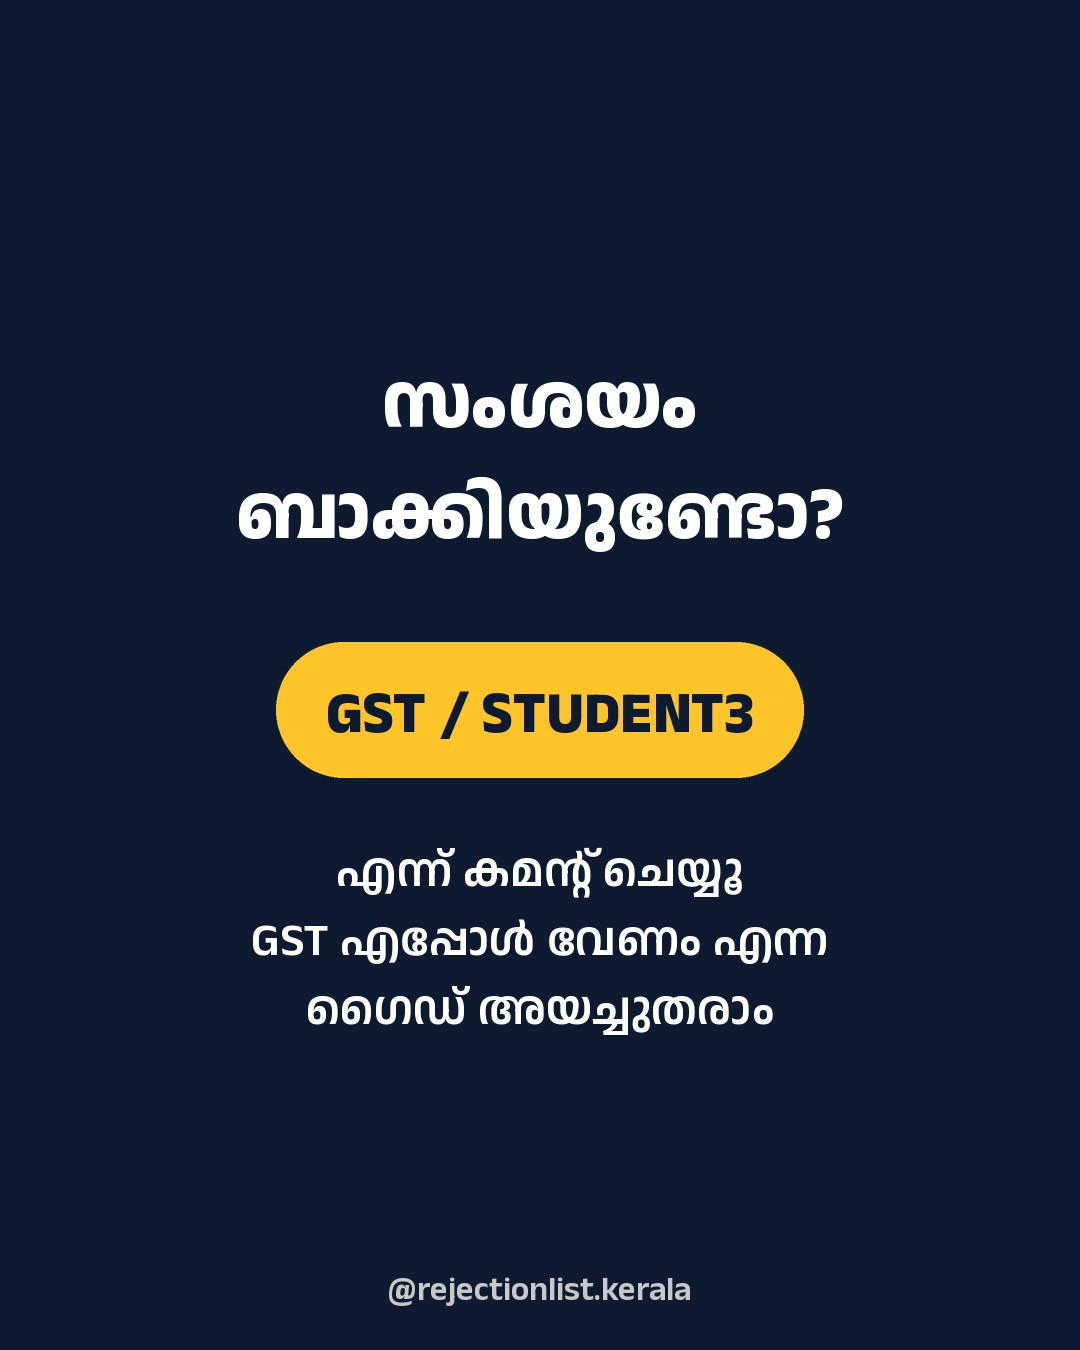 സംശയം
ബാക്കിയുണ്ടോ?
GST / STUDENT3
എന്ന് കമന്റ് ചെയ്യൂ
GST എപ്പോൾ വേണം എന്ന
ഗൈഡ് അയച്ചുതരാം
@rejectionlist.kerala